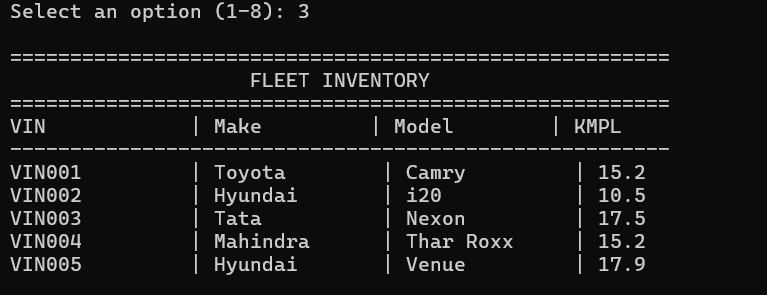 Select an option (1-8): 3
=======================================================
                    FLEET INVENTORY
=======================================================
VIN            | Make         | Model        | KMPL
-------------------------------------------------------
VIN001         | Toyota        | Camry         | 15.2
VIN002         | Hyundai       | i20           | 10.5
VIN003         | Tata          | Nexon         | 17.5
VIN004         | Mahindra      | Thar Roxx     | 15.2
VIN005         | Hyundai       | Venue         | 17.9